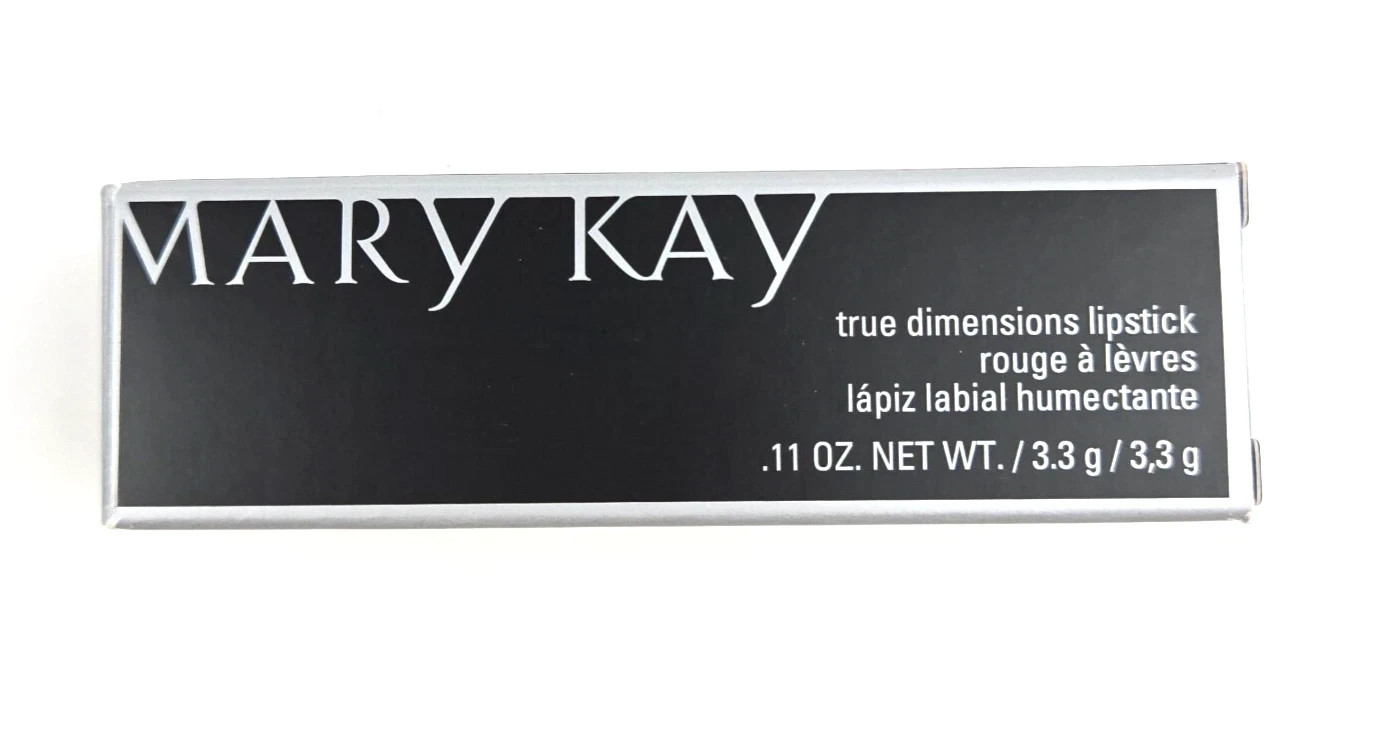 MARY KAY
true dimensions lipstick
rouge à lèvres
lápiz labial humectante
.11 OZ. NET WT. / 3.3 g / 3,3 g